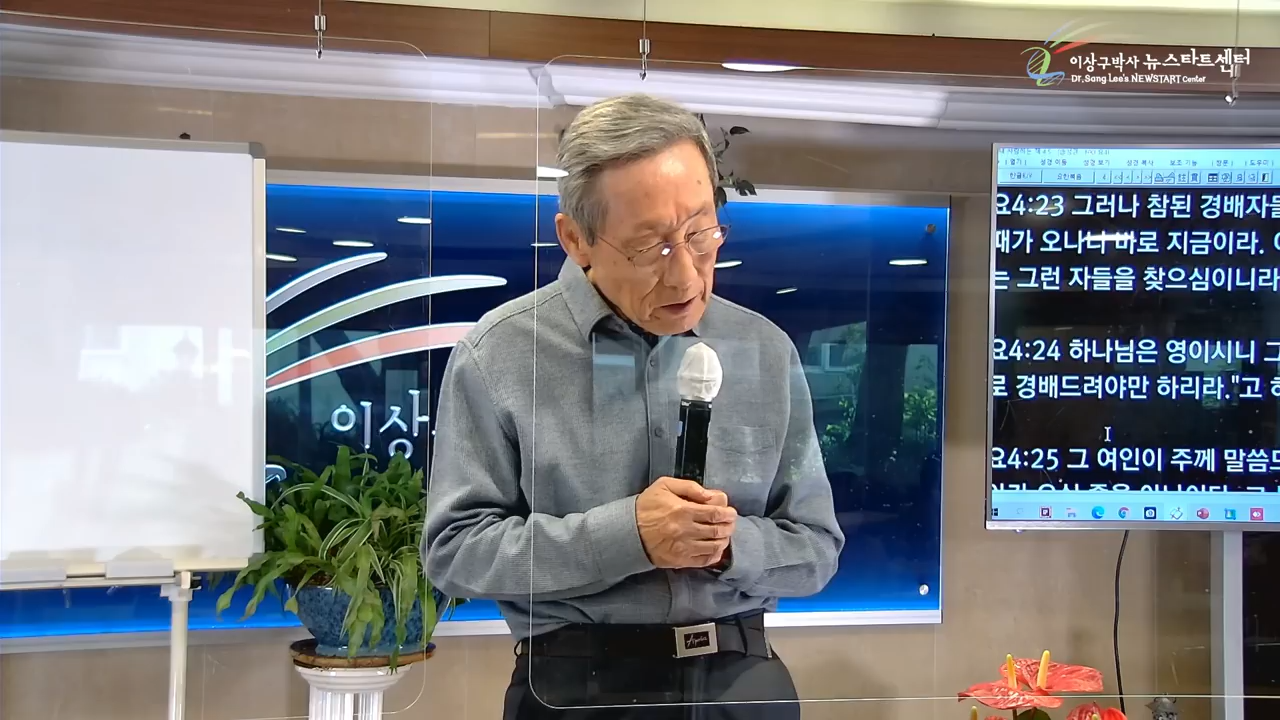 이상구박사 뉴스타트센터
Dr. Sang Lee's NEWSTART Center
이상
요4:23 그러나 참된 경배자들
때가 오나니 바로 지금이라.
는 그런 자들을 찾으심이니라
요4:24 하나님은 영이시니 그
로 경배드려야만 하리라."고
요4:25 그 여인이 주께 말씀드